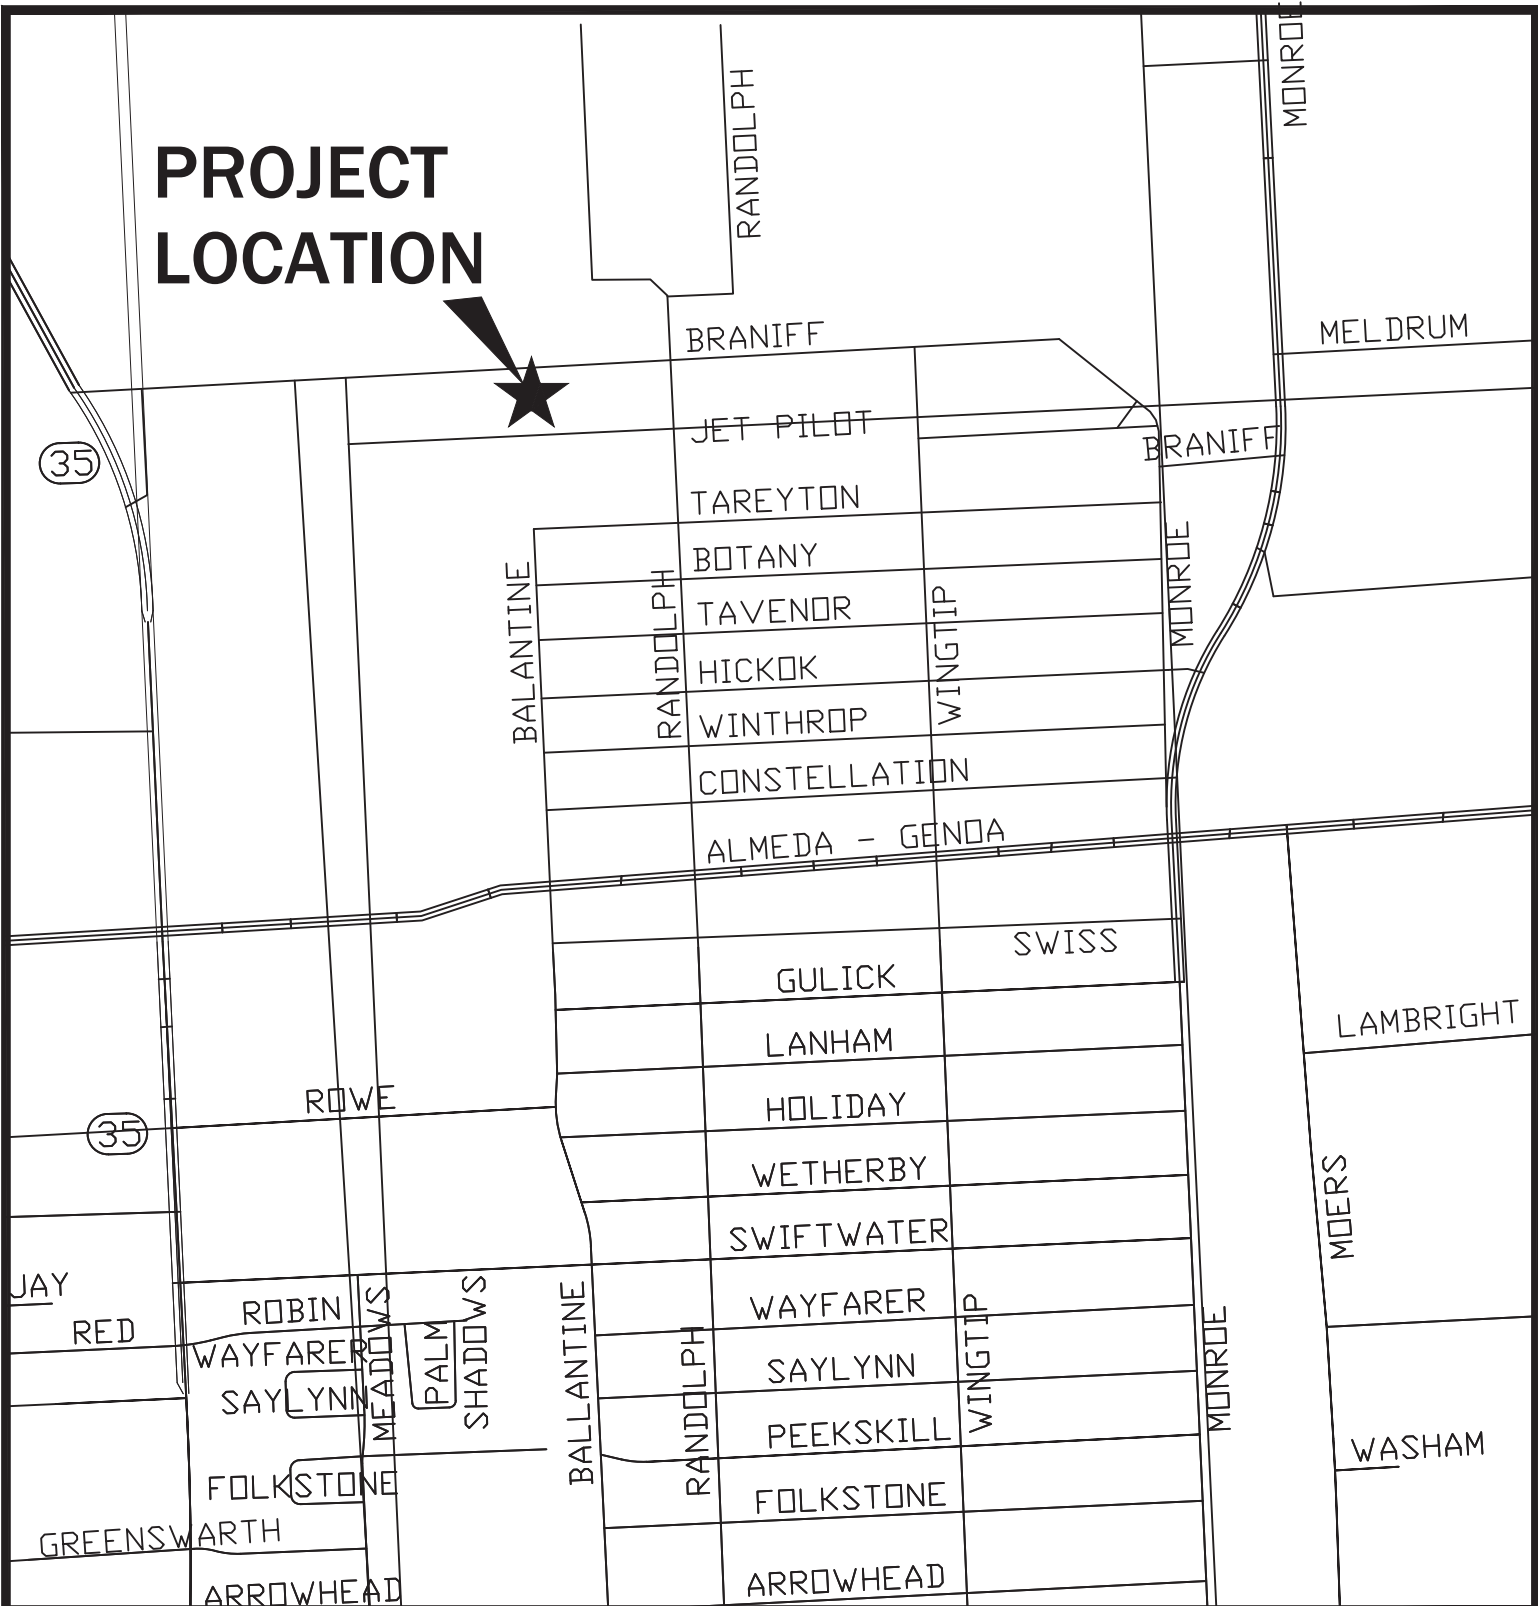 MONROE
RANDOLPH
PROJECT
LOCATION
BRANIFF
MELDRUM
JET PILOT
BRANIFF
35
TAREYTON
BOTANY
BALANTINE
RANDOLPH
TAVENOR
WINGTIP
MONROE
HICKOK
WINTHROP
CONSTELLATION
ALMEDA - GENOA
SWISS
GULICK
LAMBRIGHT
LANHAM
ROWE
HOLIDAY
35
WETHERBY
MOERS
SWIFTWATER
JAY
ROBIN
RED
WAYFARER
MEADOWS
PALM
SHADOWS
BALLANTINE
RANDOLPH
WAYFARER
WINGTIP
MONROE
SAYLYNN
SAYLYNN
PEEKSKILL
WASHAM
FOLKSTONE
FOLKSTONE
GREENSWARTH
ARROWHEAD
ARROWHEAD